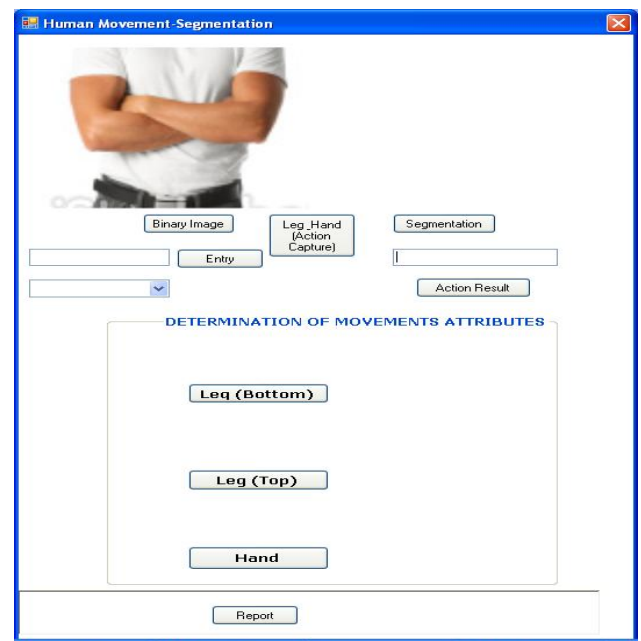 Human Movement-Segmentation
Binary Image
Leg_Hand
(Action
Capture)
Segmentation
Entry
Action Result
DETERMINATION OF MOVEMENTS ATTRIBUTES
Leg (Bottom)
Leg (Top)
Hand
Report